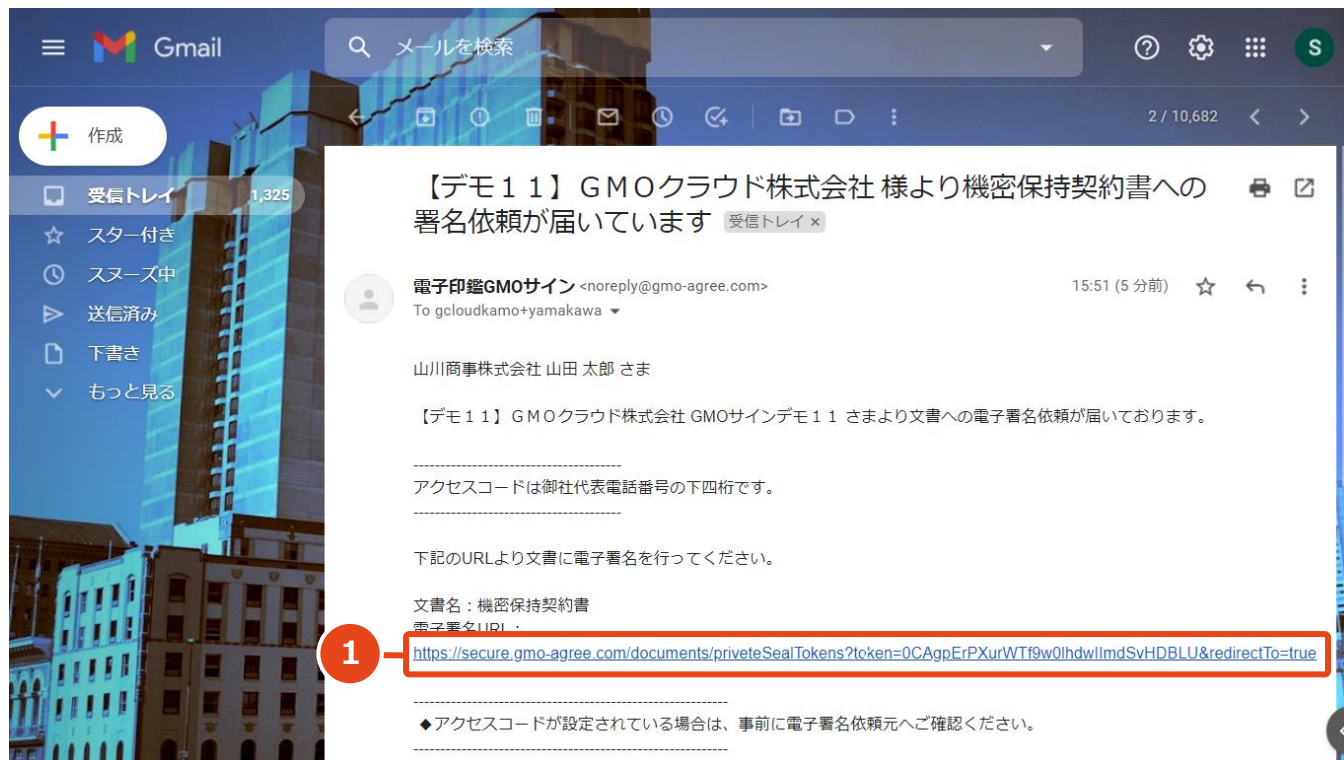 Gmail
メールを検索
S
作成
2 / 10,682
受信トレイ 1,325
スター付き
スヌーズ中
送信済み
下書き
もっと見る
【デモ１１】ＧＭＯクラウド株式会社 様より機密保持契約書への
署名依頼が届いています 受信トレイ ×
電子印鑑GMOサイン <noreply@gmo-agree.com> 15:51 (5 分前)
To gcloudkamo+yamakawa
山川商事株式会社 山田 太郎 さま
【デモ１１】ＧＭＯクラウド株式会社 GMOサインデモ１１ さまより文書への電子署名依頼が届いております。
---------------------------------------
アクセスコードは御社代表電話番号の下四桁です。
---------------------------------------
下記のURLより文書に電子署名を行ってください。
文書名：機密保持契約書
電子署名URL：
1
https://secure.gmo-agree.com/documents/priveteSealTokens?token=0CAgpErPXurWTf9w0lhdwIlmdSvHDBLU&redirectTo=true
-----------------------------------------------------------
◆アクセスコードが設定されている場合は、事前に電子署名依頼元へご確認ください。
-----------------------------------------------------------